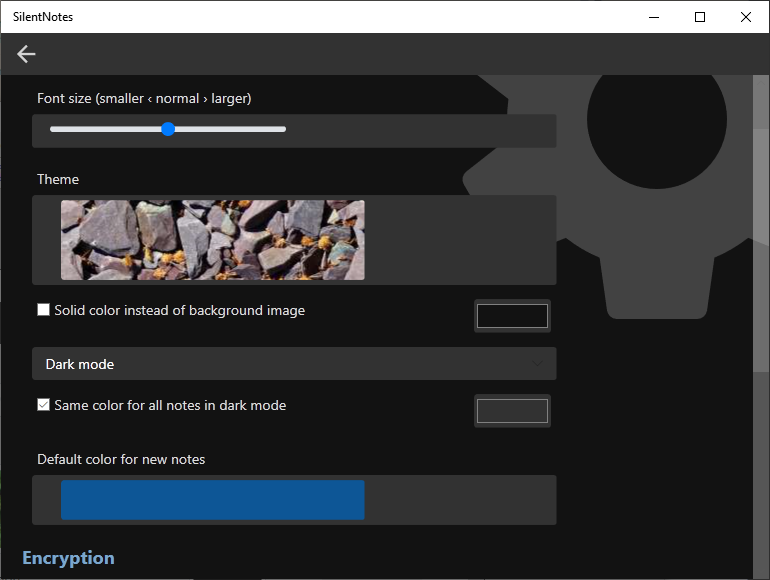 SilentNotes
Font size (smaller ‹ normal › larger)
Theme
Solid color instead of background image
Dark mode
Same color for all notes in dark mode
Default color for new notes
Encryption